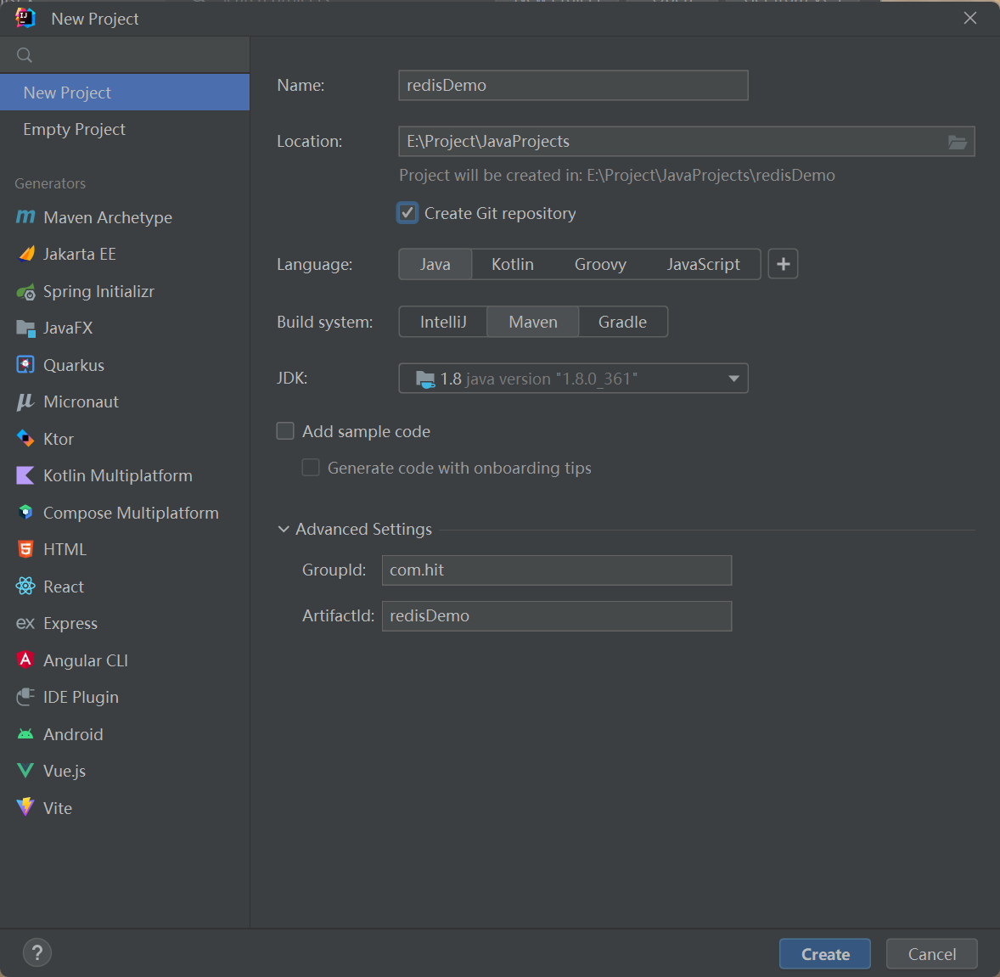 New Project
New Project
Empty Project
Generators
Maven Archetype
Jakarta EE
Spring Initializr
JavaFX
Quarkus
Micronaut
Ktor
Kotlin Multiplatform
Compose Multiplatform
HTML
React
Express
Angular CLI
IDE Plugin
Android
Vue.js
Vite
Name: redisDemo
Location: E:\Project\JavaProjects
Project will be created in: E:\Project\JavaProjects\redisDemo
Create Git repository
Language: Java Kotlin Groovy JavaScript +
Build system: IntelliJ Maven Gradle
JDK: 1.8 java version "1.8.0_361"
Add sample code
Generate code with onboarding tips
Advanced Settings
GroupId: com.hit
ArtifactId: redisDemo
? Create Cancel